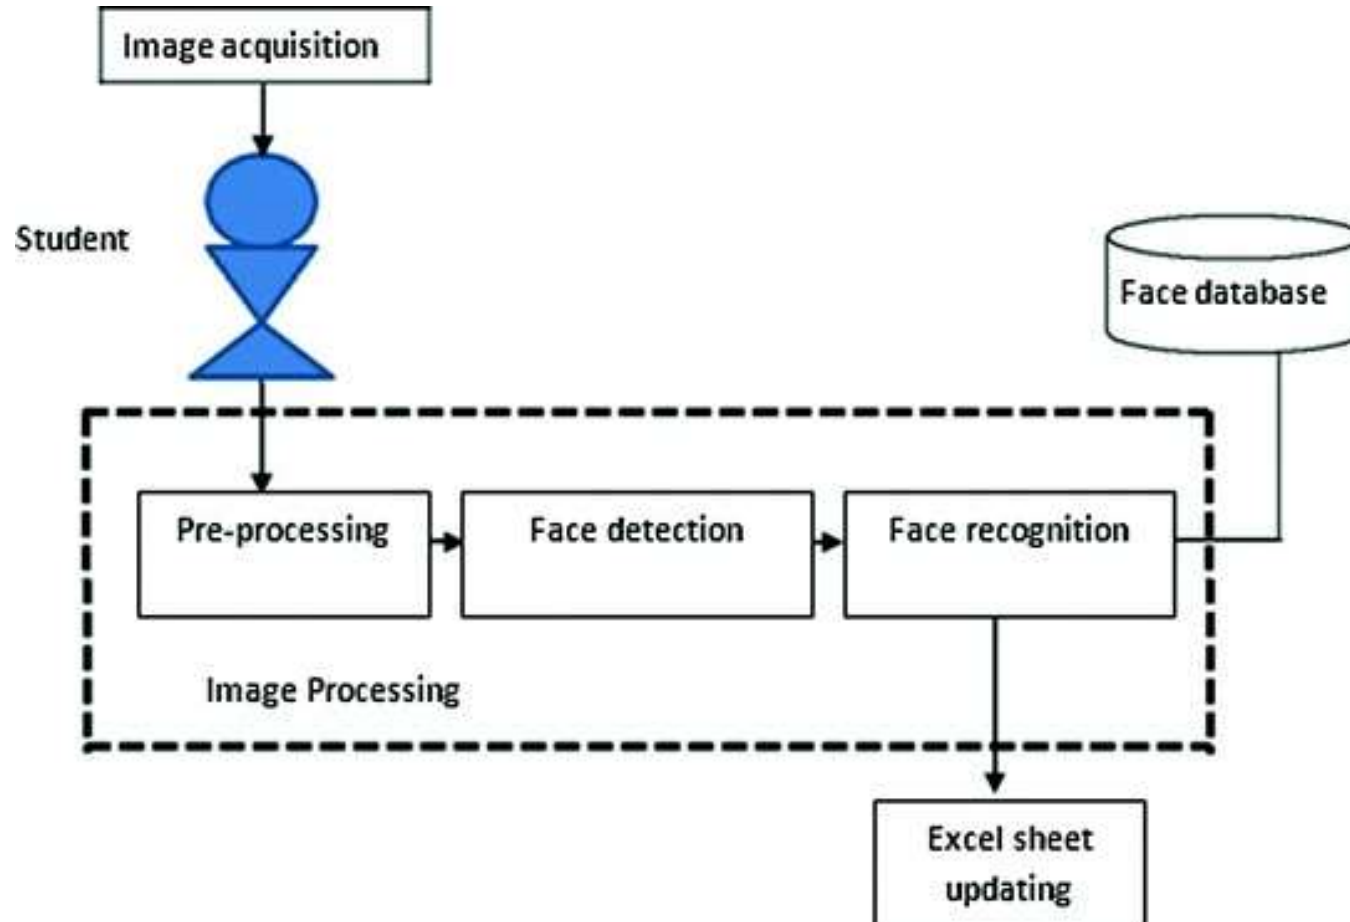 Image acquisition
Student
Face database
Pre-processing
Face detection
Face recognition
Image Processing
Excel sheet
updating